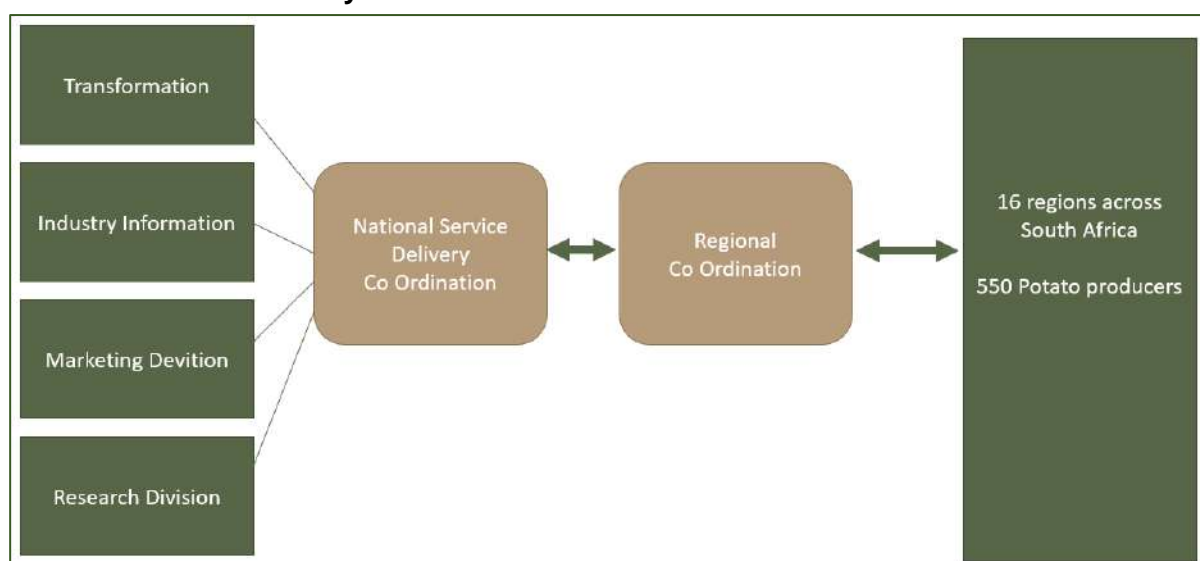 Transformation
Industry Information
Marketing Devition
Research Division
National Service
Delivery
Co Ordination
Regional
Co Ordination
16 regions across
South Africa
550 Potato producers